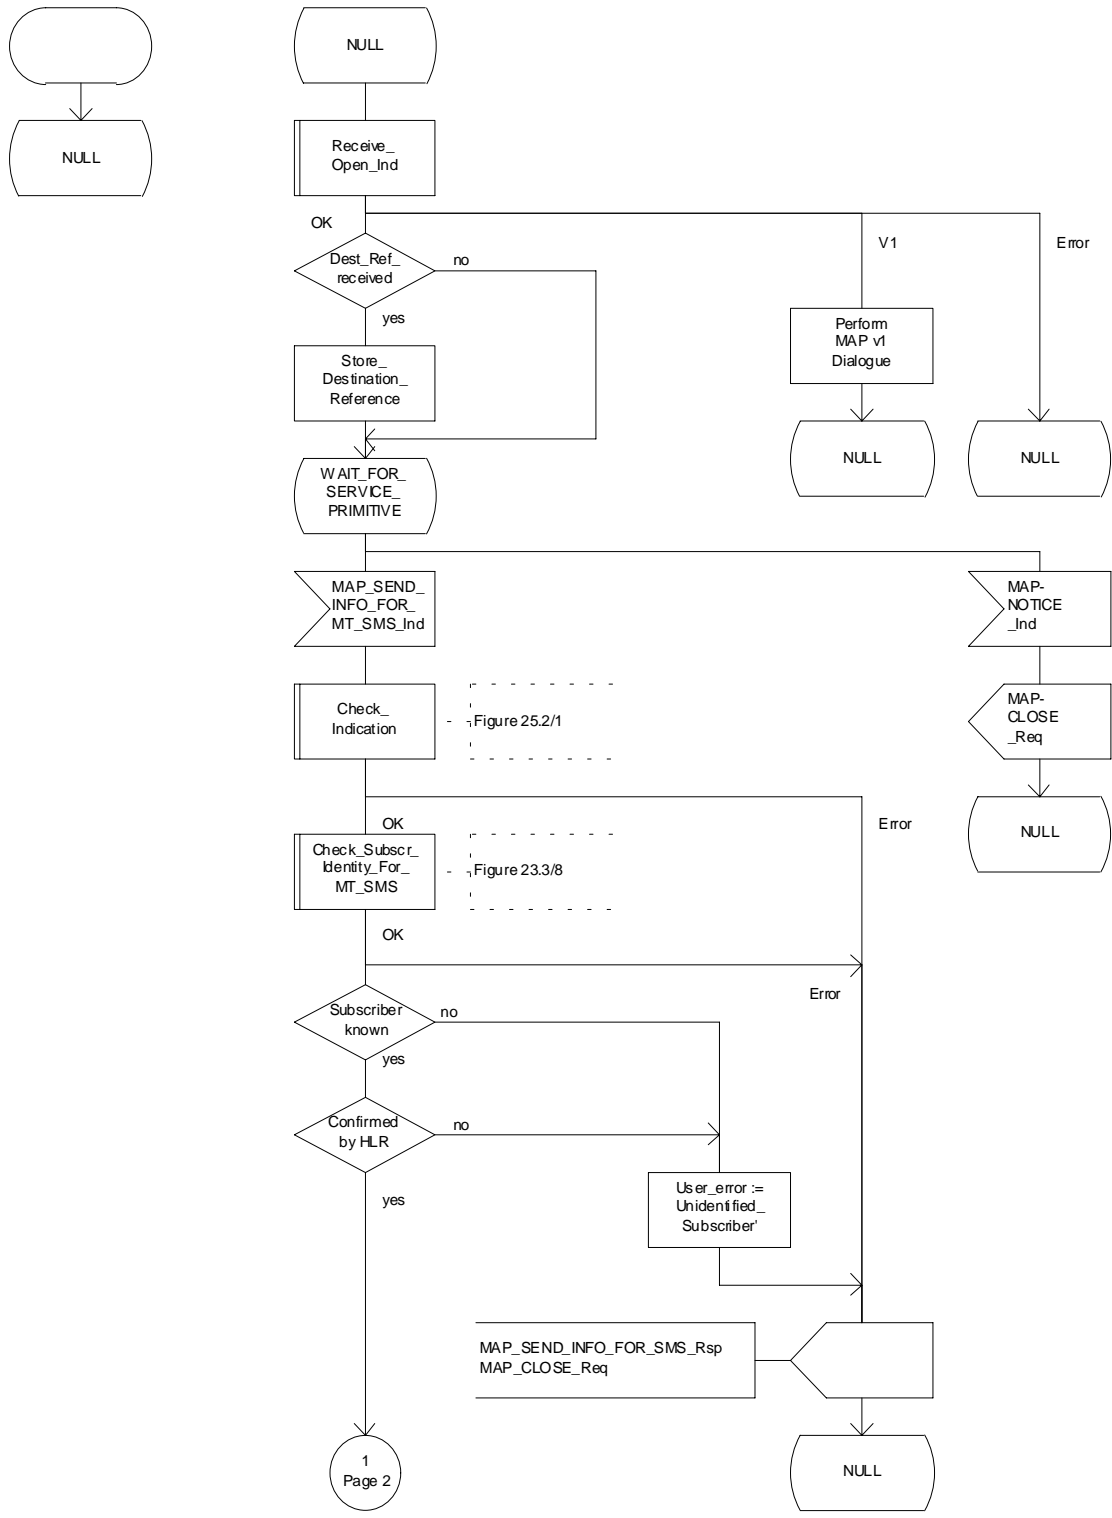 NULL
NULL
Receive_
Open_Ind
OK
V1
Error
Dest_Ref_
received
no
yes
Perform
MAP v1
Dialogue
Store_
Destination_
Reference
NULL
NULL
WAIT_FOR_
SERVICE_
PRIMITIVE
MAP_SEND_
INFO_FOR_
MT_SMS_Ind
MAP-
NOTICE
_Ind
Check_
Indication
Figure 25.2/1
MAP-
CLOSE
_Req
OK
Error
NULL
Check_Subscr_
Identity_For_
MT_SMS
Figure 23.3/8
OK
Error
Subscriber
known
no
yes
Confirmed
by HLR
no
yes
User_error :=
Unidentified_
Subscriber'
MAP_SEND_INFO_FOR_SMS_Rsp
MAP_CLOSE_Req
1
Page 2
NULL